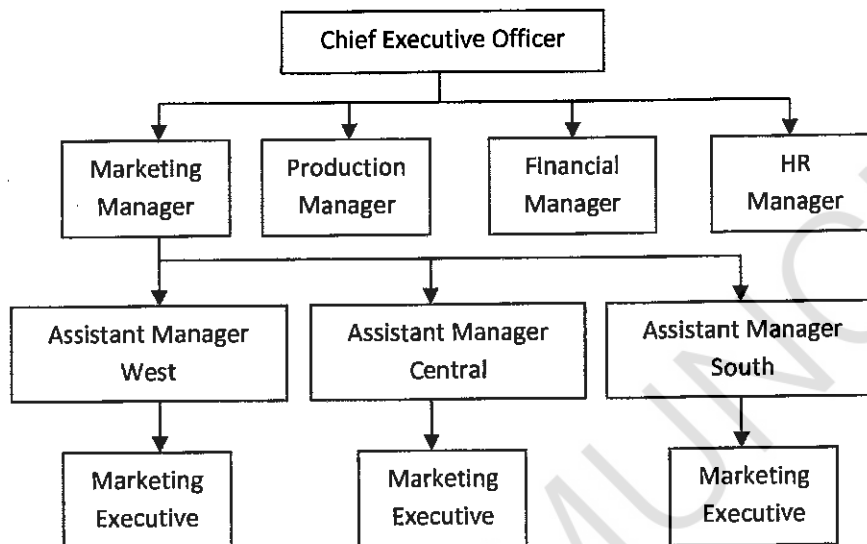 Chief Executive Officer
Marketing
Manager
Production
Manager
Financial
Manager
HR
Manager
Assistant Manager
West
Assistant Manager
Central
Assistant Manager
South
Marketing
Executive
Marketing
Executive
Marketing
Executive